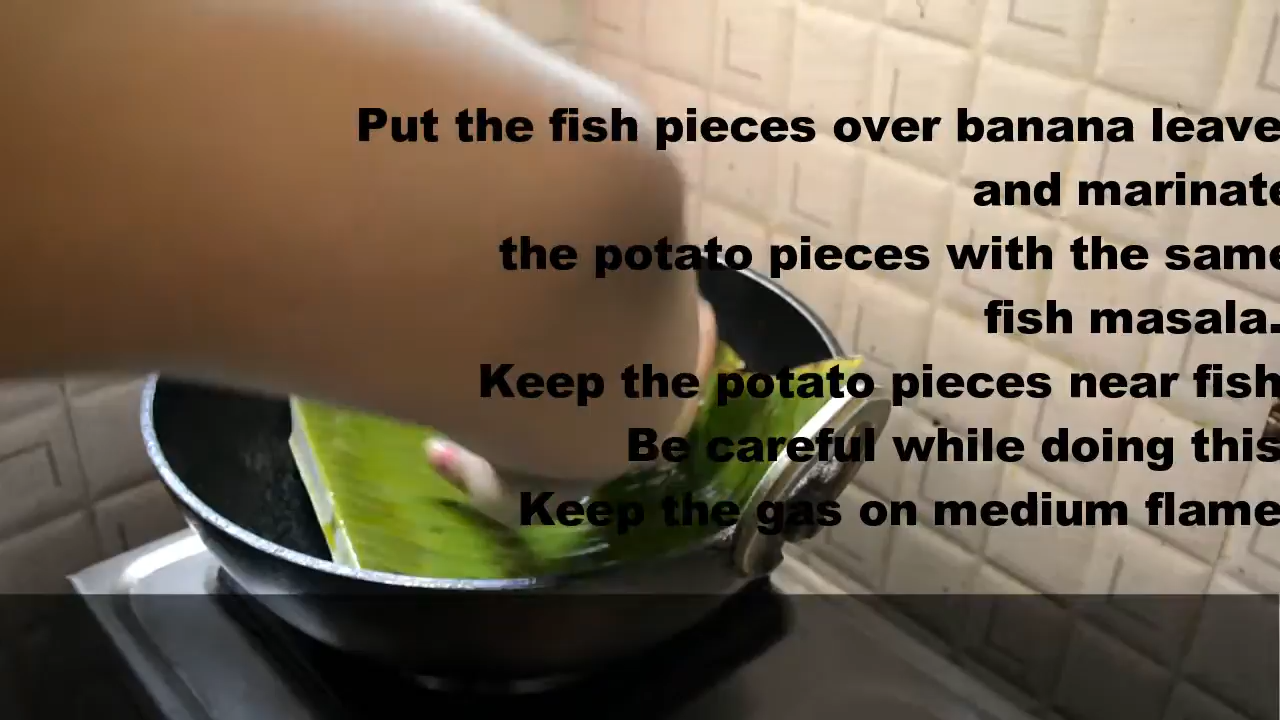 Put the fish pieces over banana leave
and marinate
the potato pieces with the same
fish masala.
Keep the potato pieces near fish
Be careful while doing this
Keep the gas on medium flame